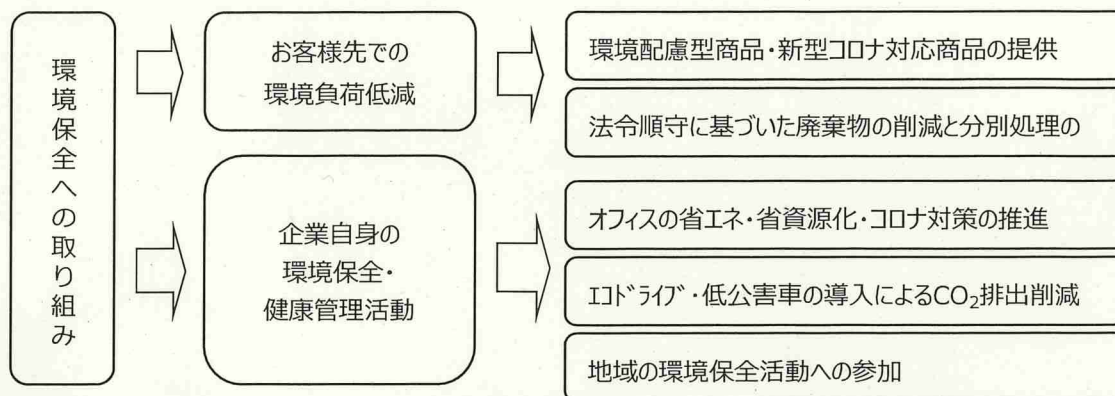 環境保全への取り組み
お客様先での
環境負荷低減
環境配慮型商品・新型コロナ対応商品の提供
法令順守に基づいた廃棄物の削減と分別処理の
企業自身の
環境保全・
健康管理活動
オフィスの省エネ・省資源化・コロナ対策の推進
ｴｺﾄﾞﾗｲﾌﾞ・低公害車の導入によるCO₂排出削減
地域の環境保全活動への参加